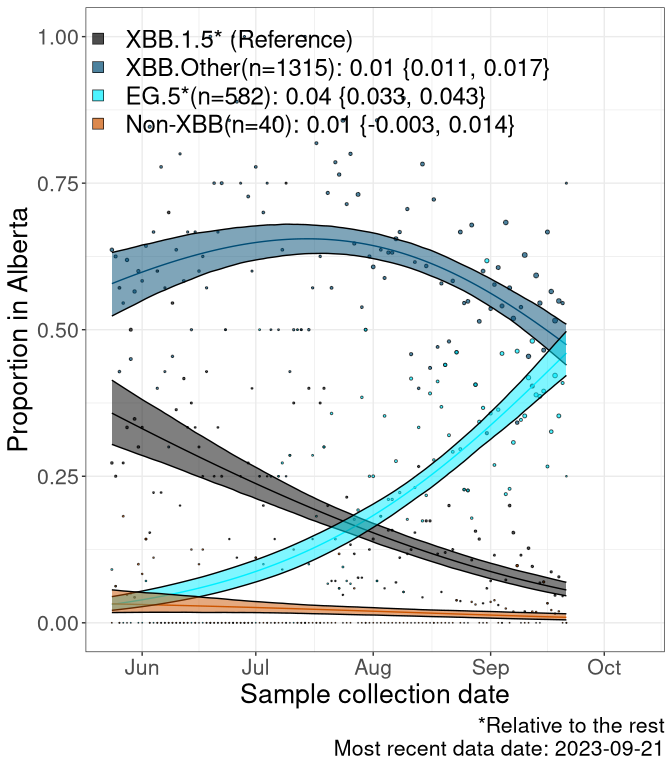 1.00
XBB.1.5* (Reference)
XBB.Other(n=1315): 0.01 {0.011, 0.017}
EG.5*(n=582): 0.04 {0.033, 0.043}
Non-XBB(n=40): 0.01 {-0.003, 0.014}
0.75
0.50
0.25
0.00
Proportion in Alberta
Jun Jul Aug Sep Oct
Sample collection date
*Relative to the rest
Most recent data date: 2023-09-21